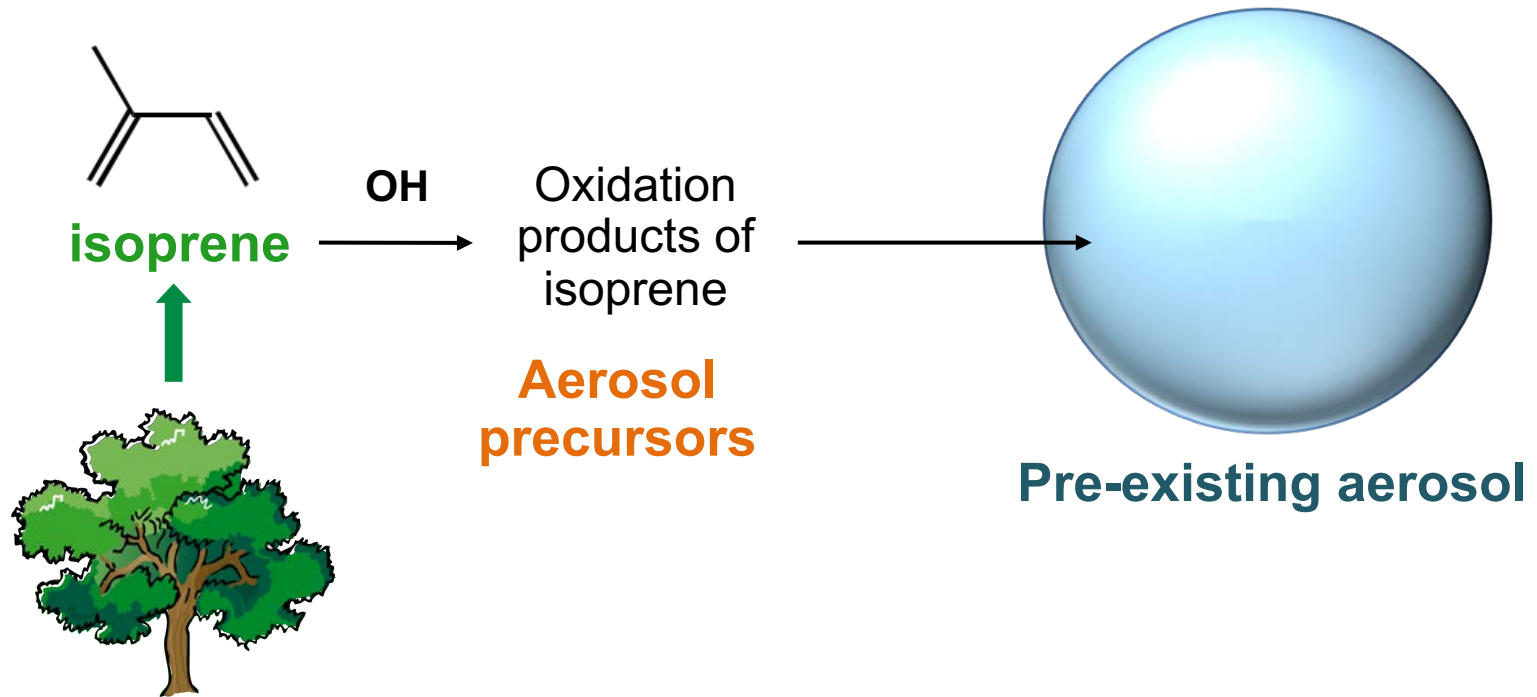 isoprene
OH
Oxidation
products of
isoprene
Aerosol
precursors
Pre-existing aerosol